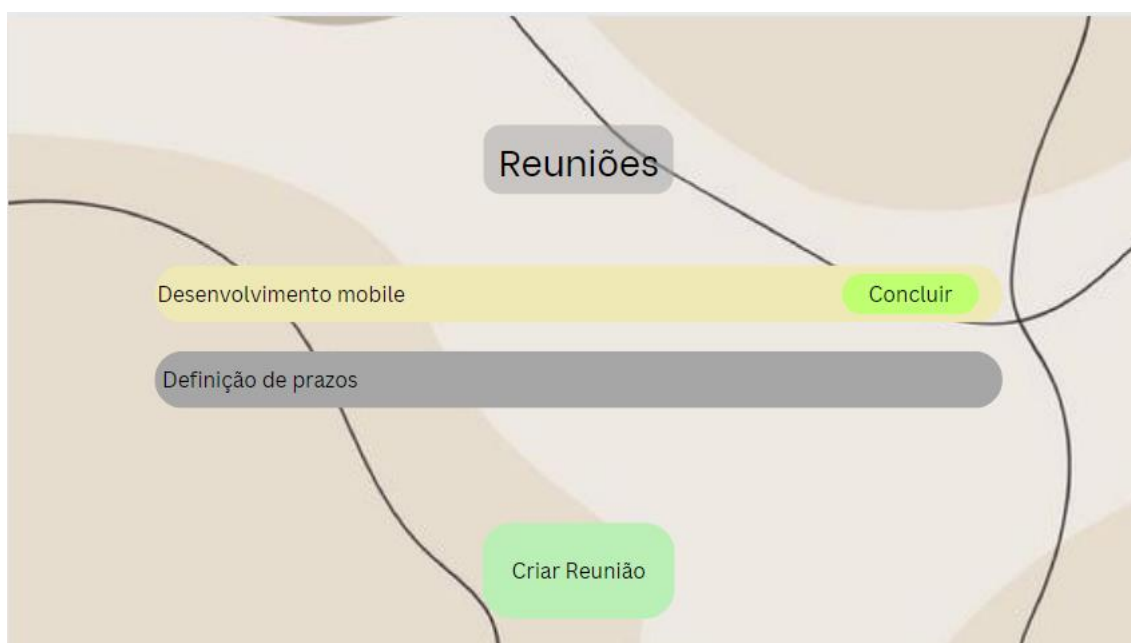 Reuniões
Desenvolvimento mobile
Concluir
Definição de prazos
Criar Reunião